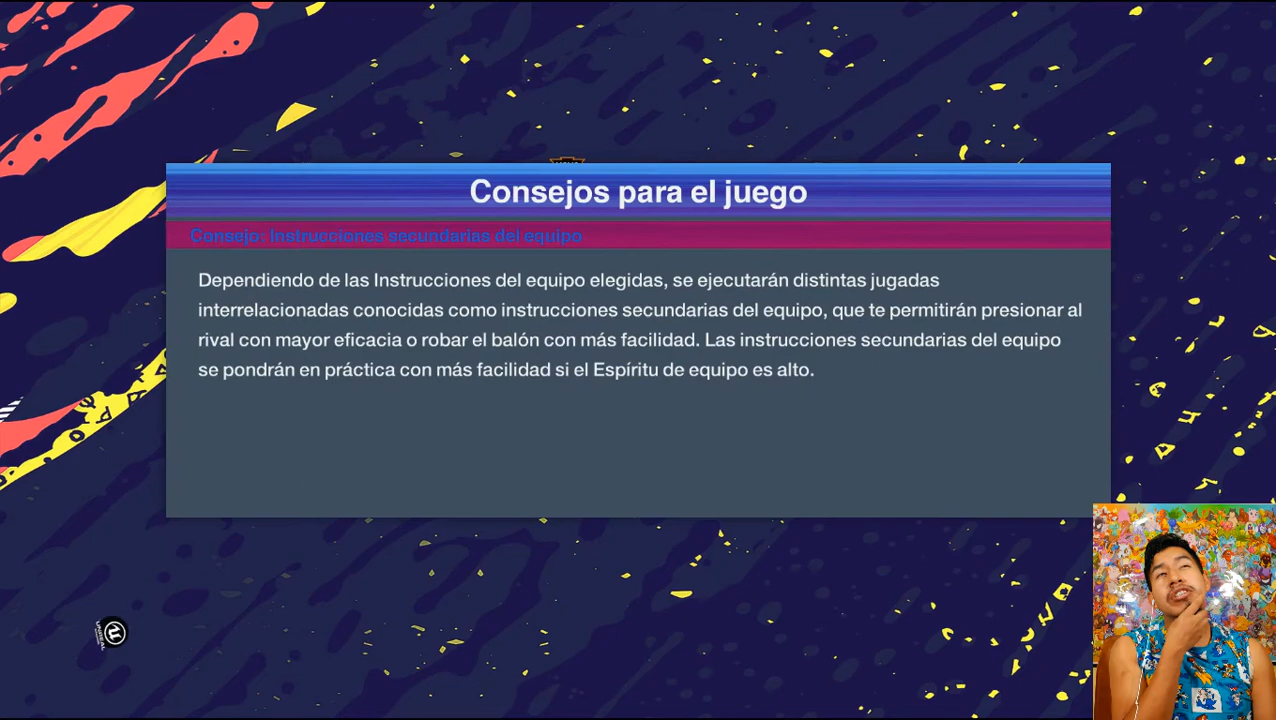 Consejos para el juego
Consejo: Instrucciones secundarias del equipo
Dependiendo de las Instrucciones del equipo elegidas, se ejecutarán distintas jugadas
interrelacionadas conocidas como instrucciones secundarias del equipo, que te permitirán presionar al
rival con mayor eficacia o robar el balón con más facilidad. Las instrucciones secundarias del equipo
se pondrán en práctica con más facilidad si el Espíritu de equipo es alto.